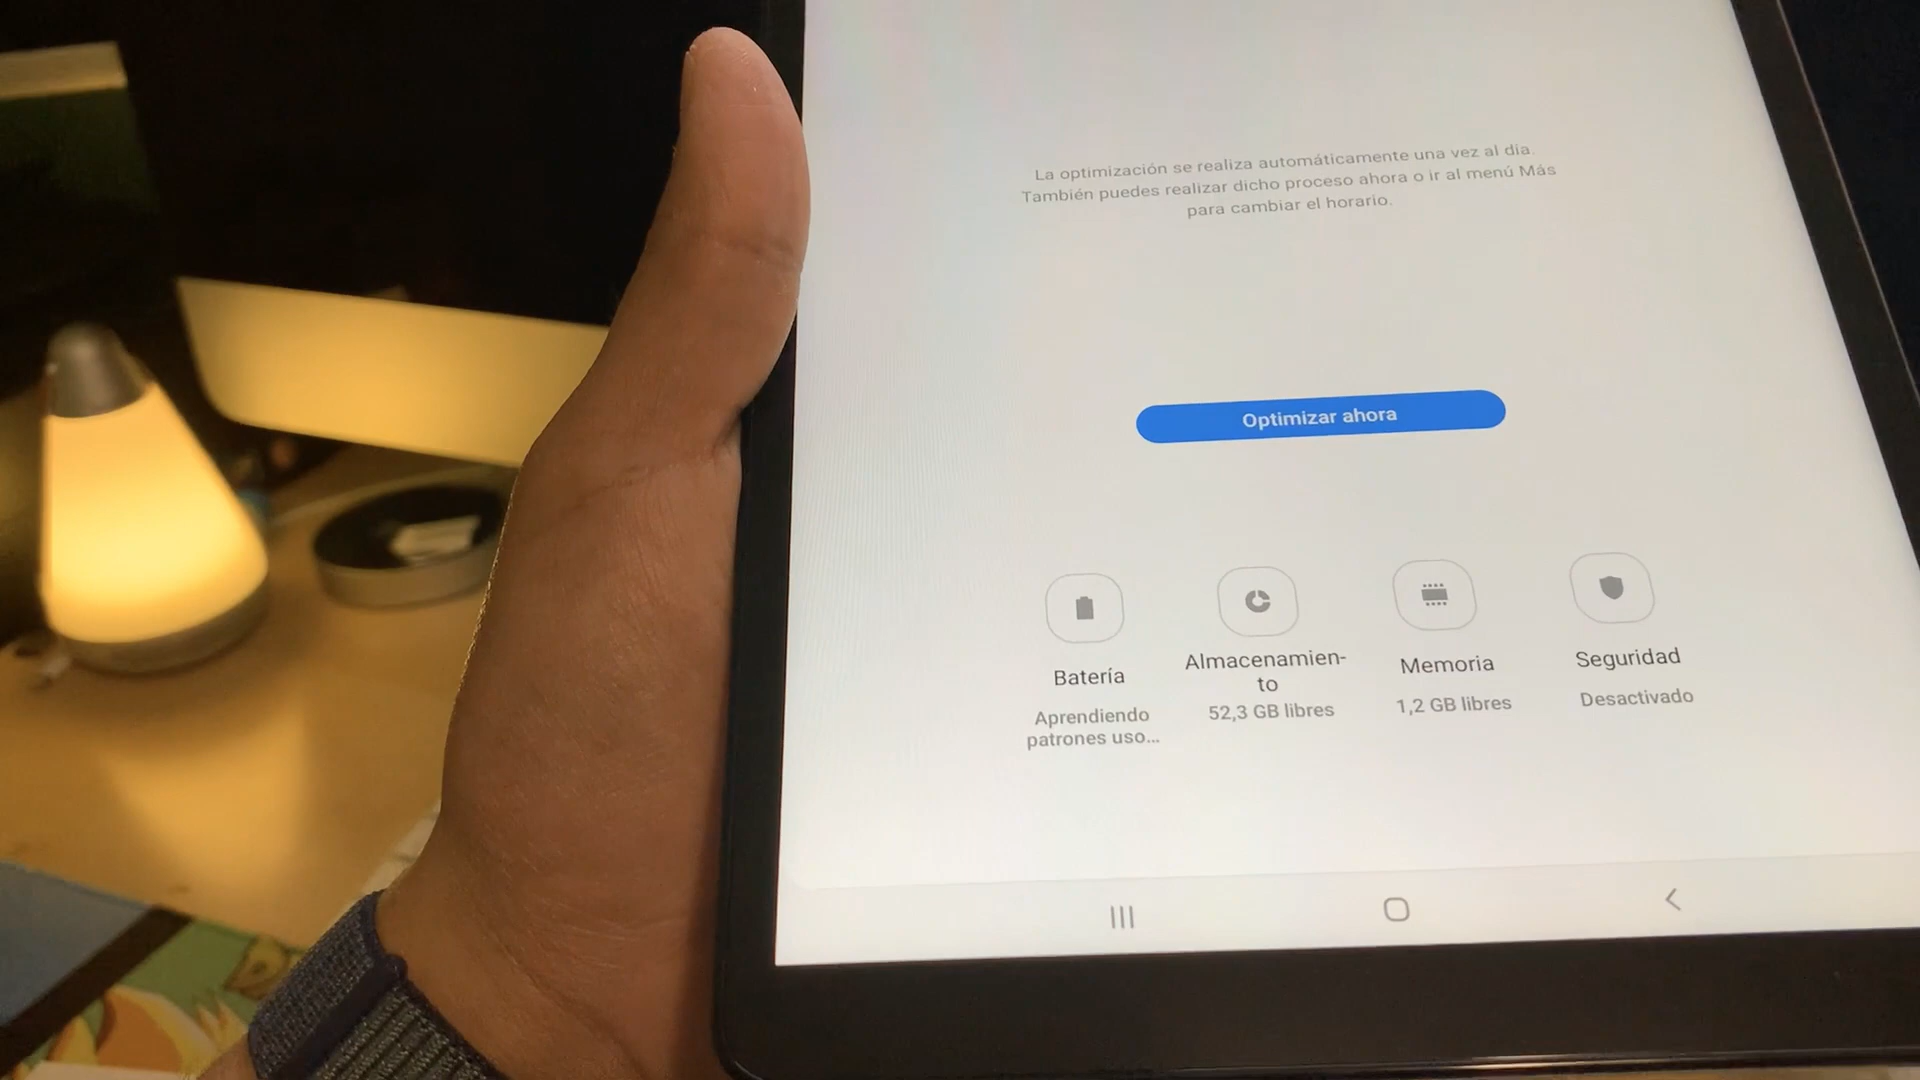 La optimización se realiza automáticamente una vez al día.
También puedes realizar dicho proceso ahora o ir al menú Más
para cambiar el horario.
Optimizar ahora
Batería
Aprendiendo
patrones uso...
Almacenamien-
to
52,3 GB libres
Memoria
1,2 GB libres
Seguridad
Desactivado